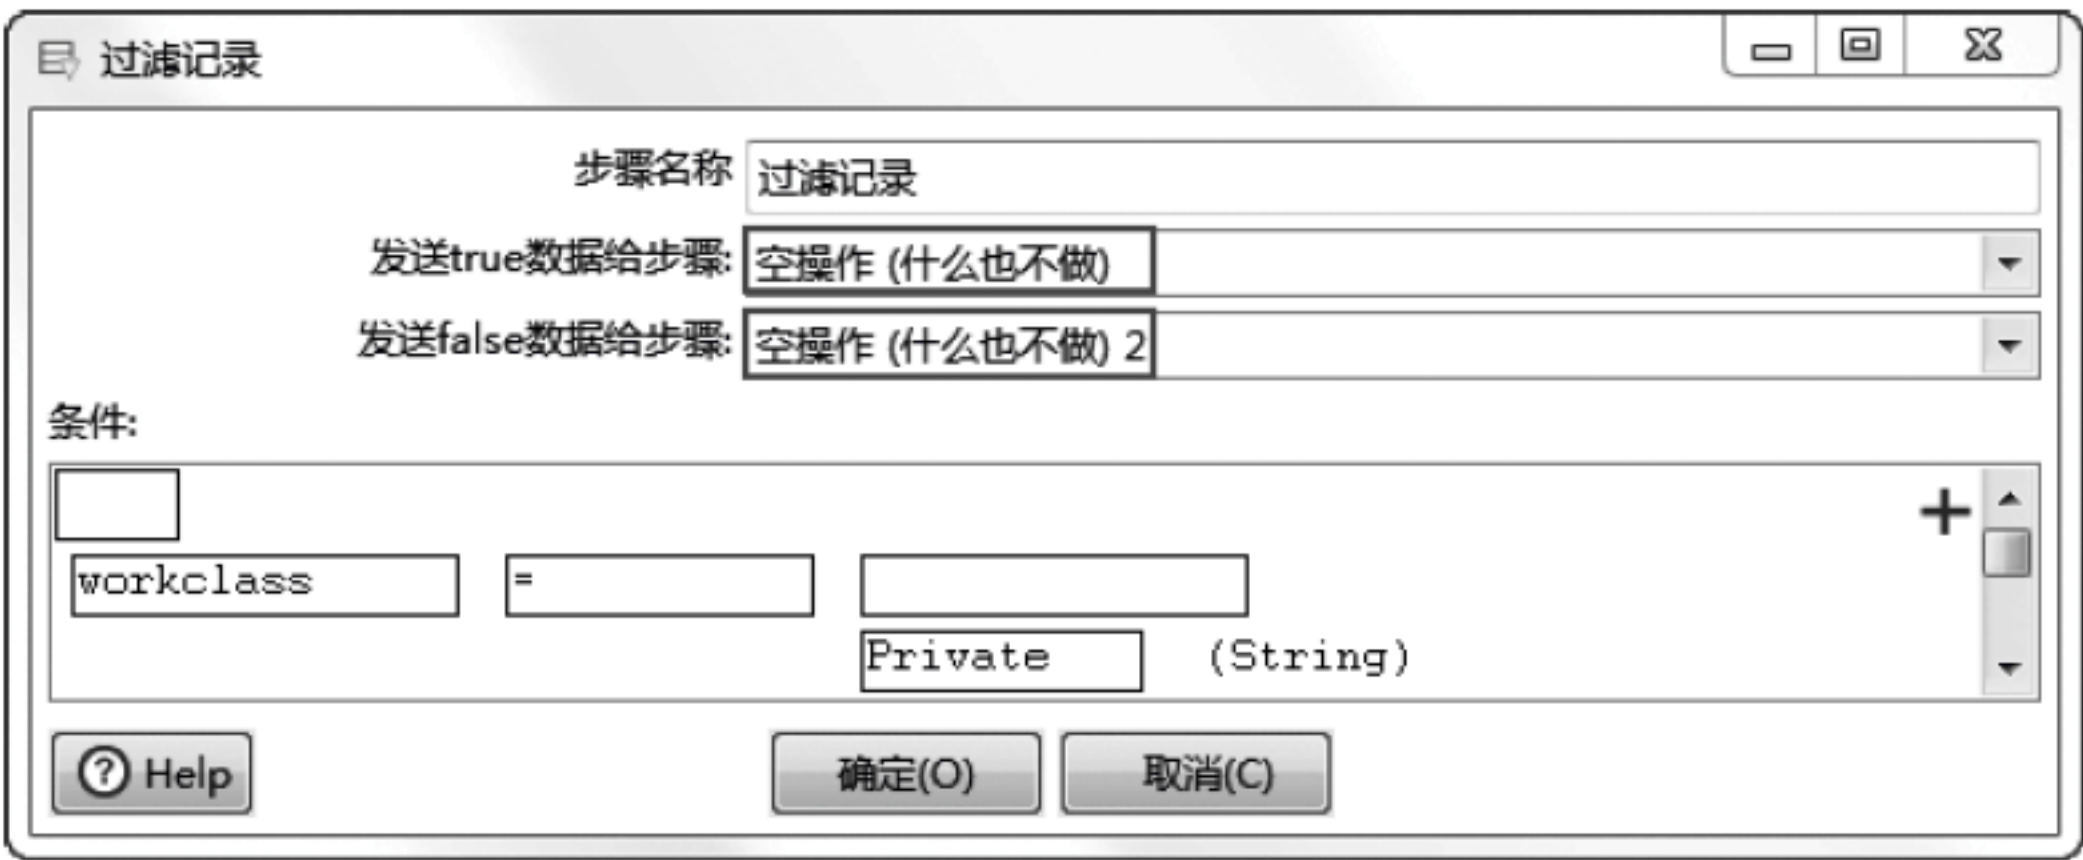 过滤记录
步骤名称 过滤记录
发送true数据给步骤: 空操作 (什么也不做)
发送false数据给步骤: 空操作 (什么也不做) 2
条件:
workclass = 
Private (String)
Help 确定(O) 取消(C)